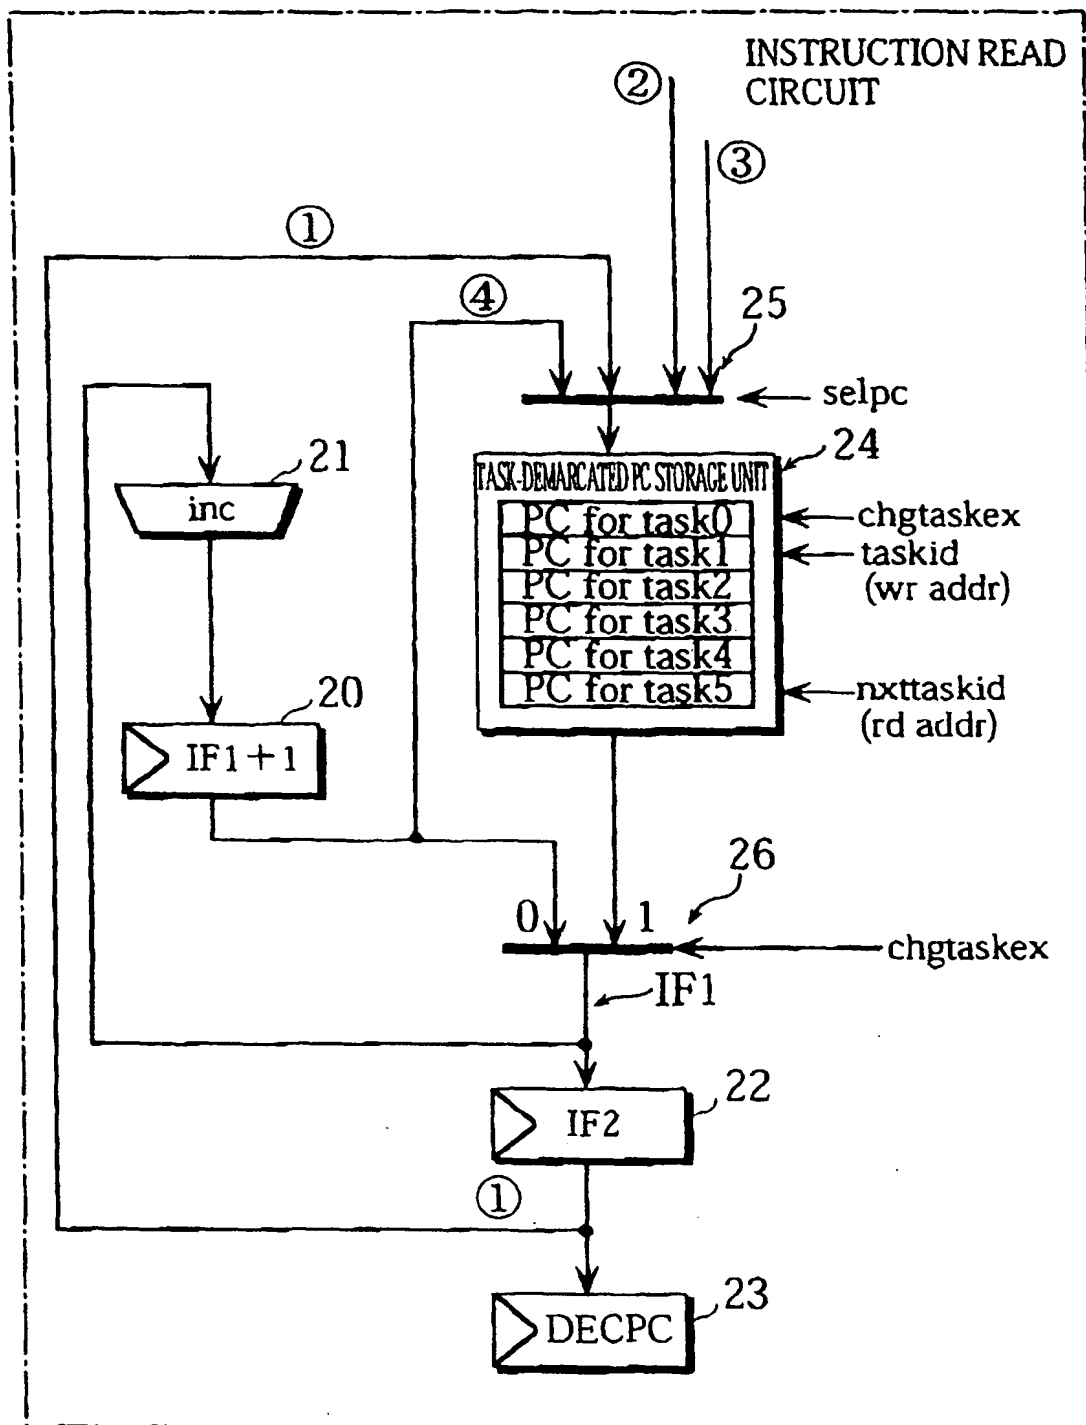 INSTRUCTION READ
CIRCUIT
②
③
①
④
25
selpc
24
21
TASK-DEMARCATED PC STORAGE UNIT
inc
PC for task0
chgtaskex
PC for task1
taskid
(wr addr)
PC for task2
PC for task3
PC for task4
PC for task5
nxttaskid
(rd addr)
20
IF1+1
26
0
1
chgtaskex
IF1
22
IF2
①
23
DECPC